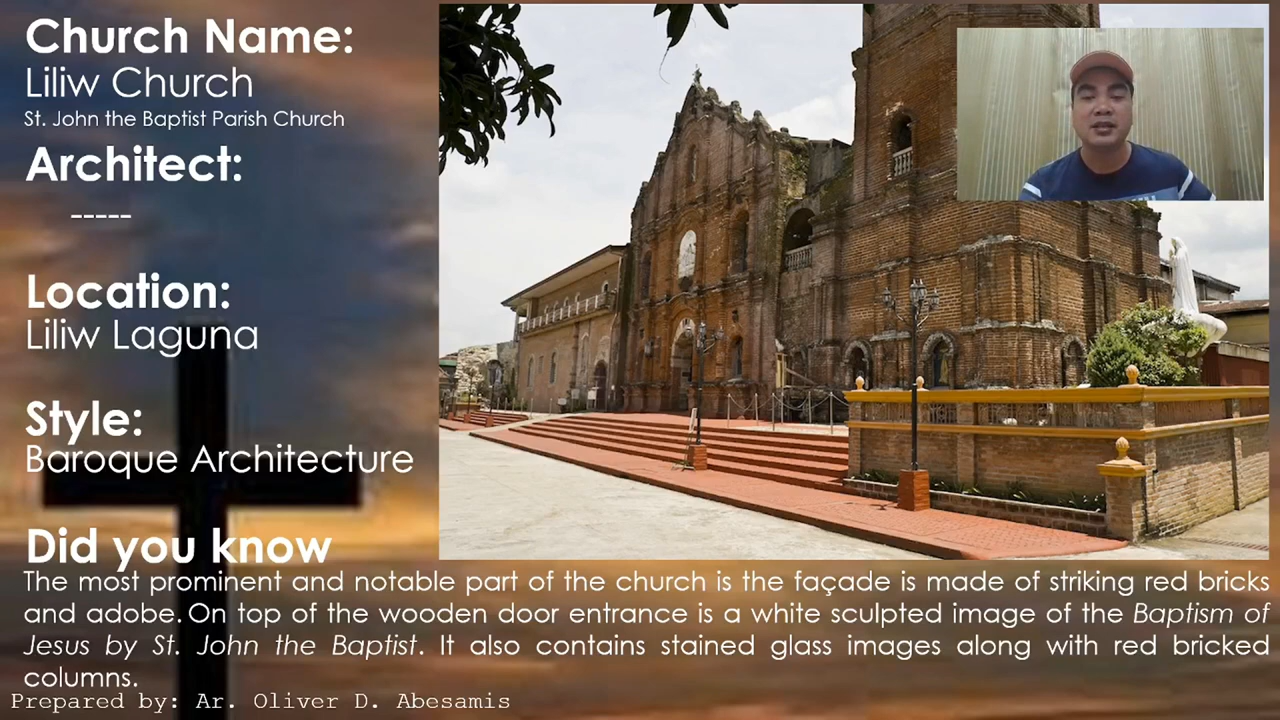 Church Name:
Liliw Church
St. John the Baptist Parish Church
Architect:
-----
Location:
Liliw Laguna
Style:
Baroque Architecture
Did you know
The most prominent and notable part of the church is the façade is made of striking red bricks
and adobe. On top of the wooden door entrance is a white sculpted image of the Baptism of
Jesus by St. John the Baptist. It also contains stained glass images along with red bricked
columns.
Prepared by: Ar. Oliver D. Abesamis